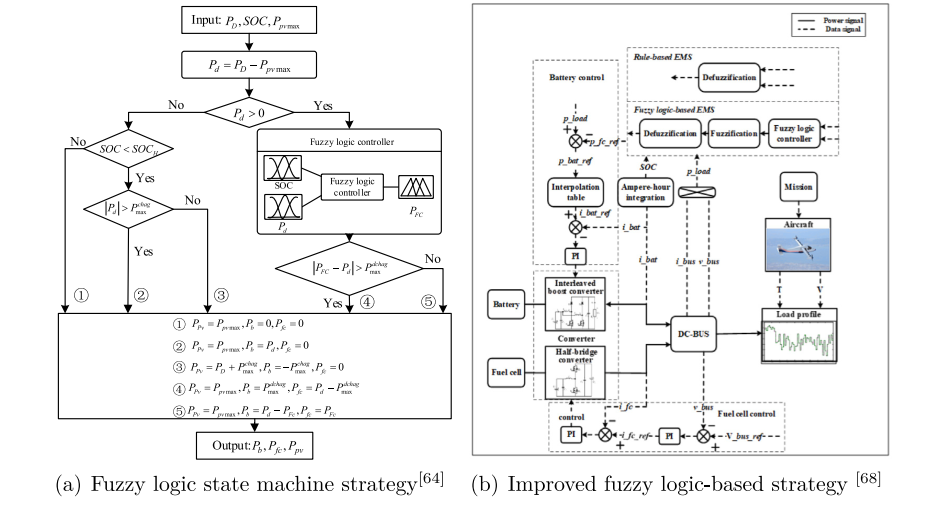 Input: P_D, SOC, P_pvmax
P_d = P_D − P_pvmax
No
P_d > 0
Yes
No
SOC < SOC_H
Yes
|P_d| > P_max^chag
No
Yes
Fuzzy logic controller
SOC
P_d
Fuzzy logic
controller
P_FC
|P_FC − P_d| > P_max^dchag
No
Yes
① ② ③ ④ ⑤
① P_Pv = P_pvmax, P_b = 0, P_fc = 0
② P_Pv = P_pvmax, P_b = P_d, P_fc = 0
③ P_Pv = P_D + P_max^chag, P_b = −P_max^chag, P_fc = 0
④ P_Pv = P_pvmax, P_b = P_max^dchag, P_fc = P_d − P_max^dchag
⑤ P_Pv = P_pvmax, P_b = P_d − P_Fc, P_fc = P_Fc
Output: P_b, P_fc, P_pv
(a) Fuzzy logic state machine strategy[64]
Power signal
Data signal
Rule-based EMS
Defuzzification
Battery control
Fuzzy logic-based EMS
Defuzzification
Fuzzification
Fuzzy logic
controller
p_load
+
−
p_fc_ref
p_bat_ref
SOC
p_load
Interpolation
table
Ampere-hour
integration
Mission
i_bat_ref
+
−
i_bat
PI
i_bat
i_bus
v_bus
Aircraft
T
V
Battery
Interleaved
boost converter
Converter
Fuel cell
Half-bridge
converter
DC-BUS
Load profile
control
i_fc
v_bus
Fuel cell control
PI
−
+
i_fc_ref
PI
−
+
V_bus_ref
(b) Improved fuzzy logic-based strategy [68]